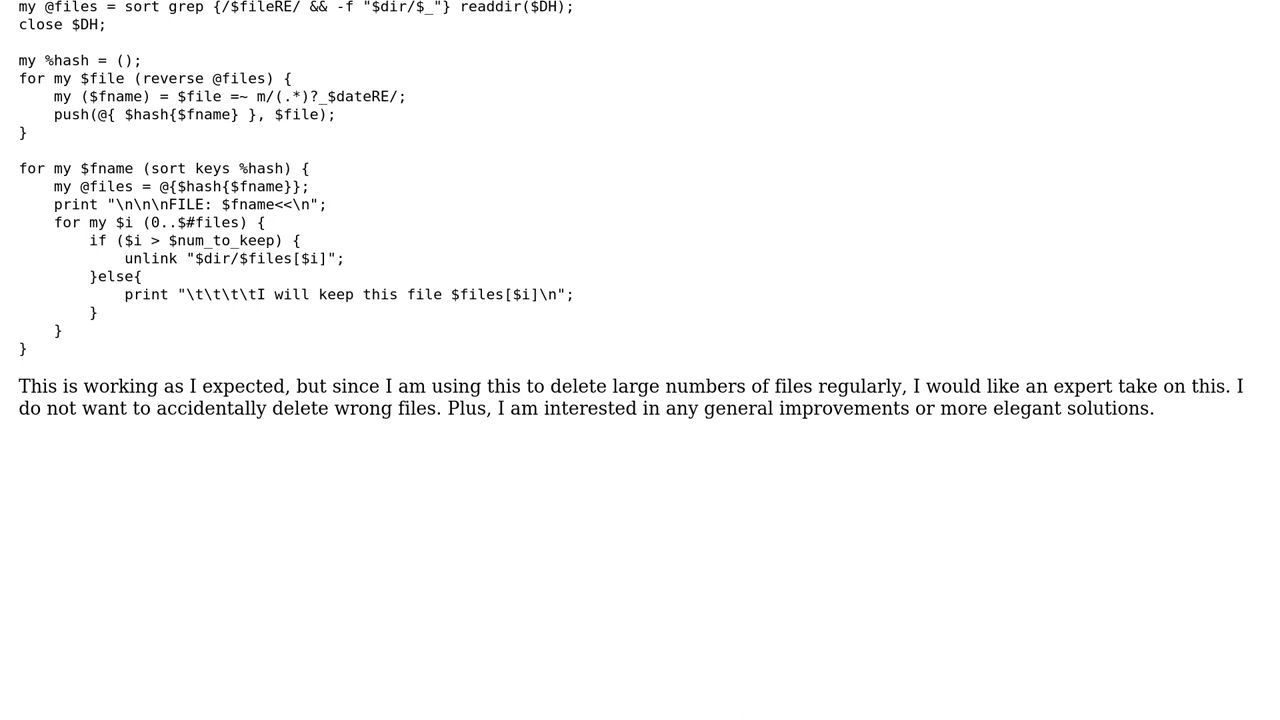 my @files = sort grep {/$fileRE/ && -f "$dir/$_"} readdir($DH);
close $DH;

my %hash = ();
for my $file (reverse @files) {
    my ($fname) = $file =~ m/(.*)?_$dateRE/;
    push(@{ $hash{$fname} }, $file);
}

for my $fname (sort keys %hash) {
    my @files = @{$hash{$fname}};
    print "\n\n\nFILE: $fname<<\n";
    for my $i (0..$#files) {
        if ($i > $num_to_keep) {
            unlink "$dir/$files[$i]";
        }else{
            print "\t\t\t\tI will keep this file $files[$i]\n";
        }
    }
}

This is working as I expected, but since I am using this to delete large numbers of files regularly, I would like an expert take on this. I
do not want to accidentally delete wrong files. Plus, I am interested in any general improvements or more elegant solutions.